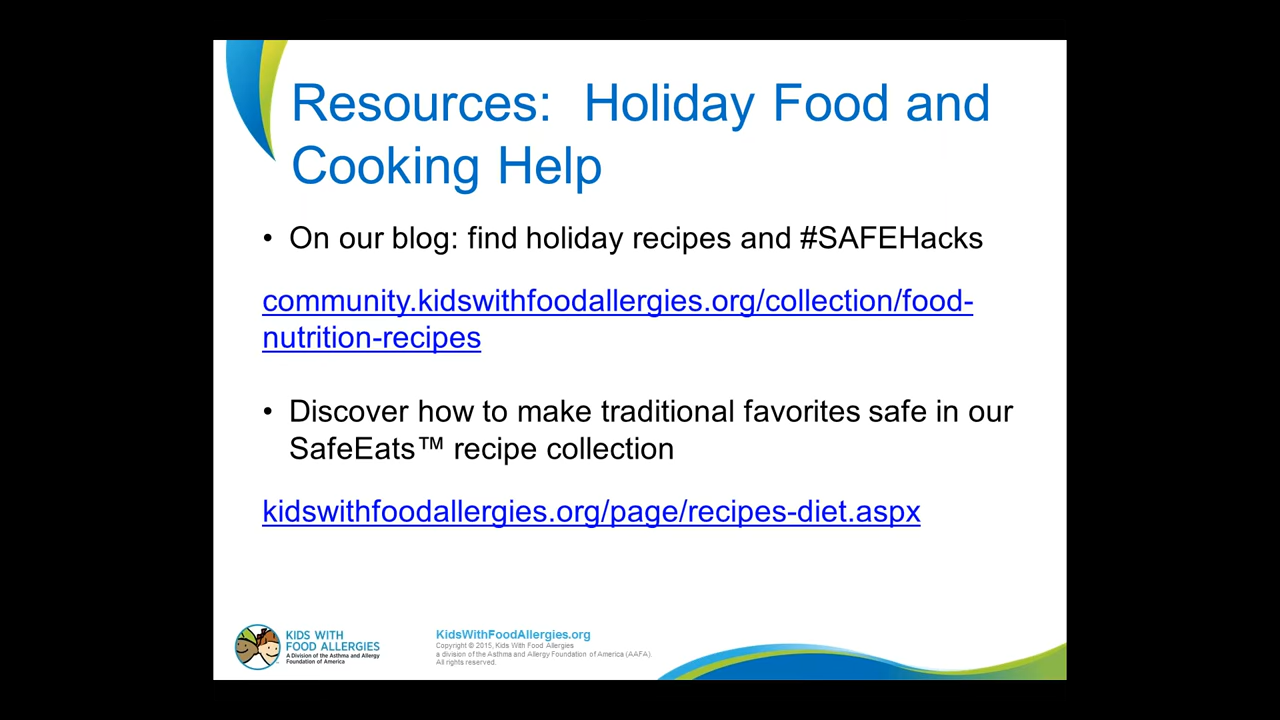 Resources:  Holiday Food and
Cooking Help
• On our blog: find holiday recipes and #SAFEHacks
community.kidswithfoodallergies.org/collection/food-
nutrition-recipes
• Discover how to make traditional favorites safe in our
SafeEats™ recipe collection
kidswithfoodallergies.org/page/recipes-diet.aspx
KIDS WITH
FOOD ALLERGIES
A Division of the Asthma and Allergy
Foundation of America
KidsWithFoodAllergies.org
Copyright © 2015, Kids With Food Allergies
a division of the Asthma and Allergy Foundation of America (AAFA).
All rights reserved.